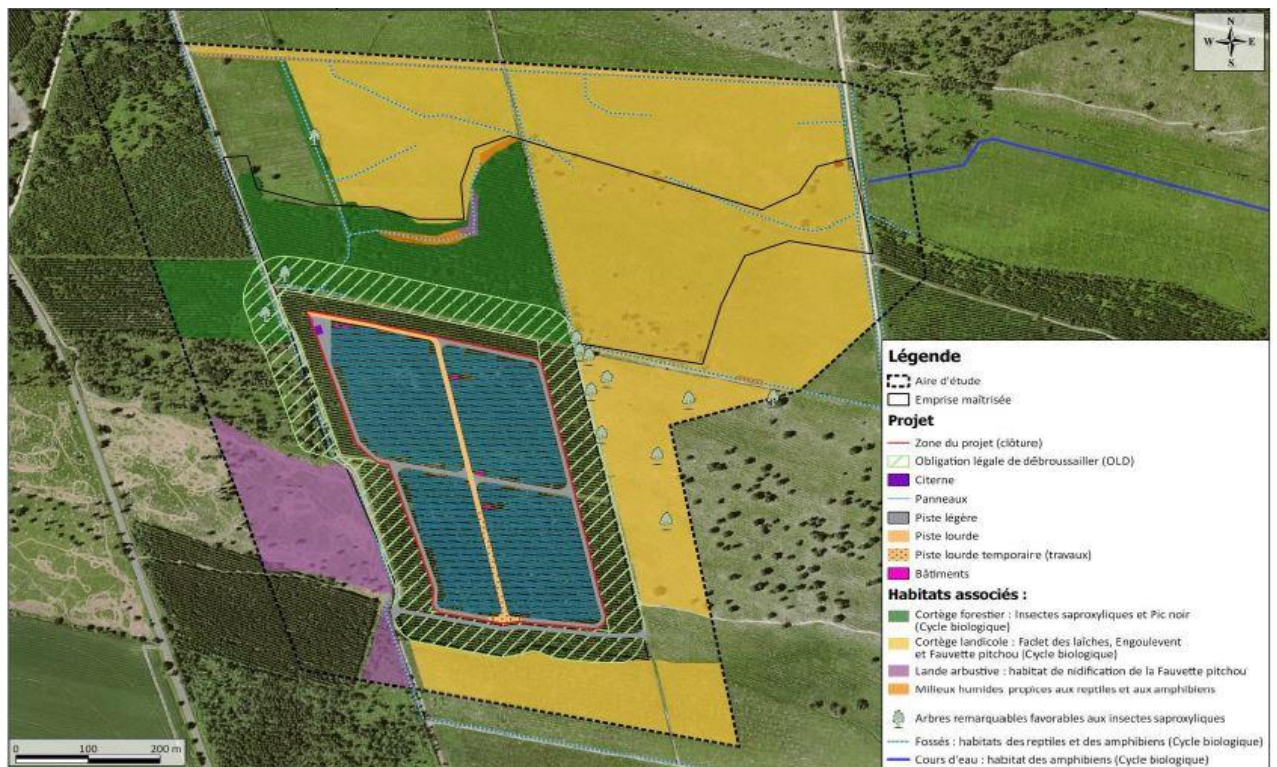 N
W E
S
Légende
Aire d'étude
Emprise maîtrisée
Projet
Zone du projet (clôture)
Obligation légale de débroussailler (OLD)
Citerne
Panneaux
Piste légère
Piste lourde
Piste lourde temporaire (travaux)
Bâtiments
Habitats associés :
Cortège forestier : Insectes saproxyliques et Pic noir
(Cycle biologique)
Cortège landicole : Fadet des laîches, Engoulevent
et Fauvette pitchou (Cycle biologique)
Lande arbustive : habitat de nidification de la Fauvette pitchou
Milieux humides propices aux reptiles et aux amphibiens
Arbres remarquables favorables aux insectes saproxyliques
Fossés : habitats des reptiles et des amphibiens (Cycle biologique)
Cours d'eau : habitat des amphibiens (Cycle biologique)
0 100 200 m